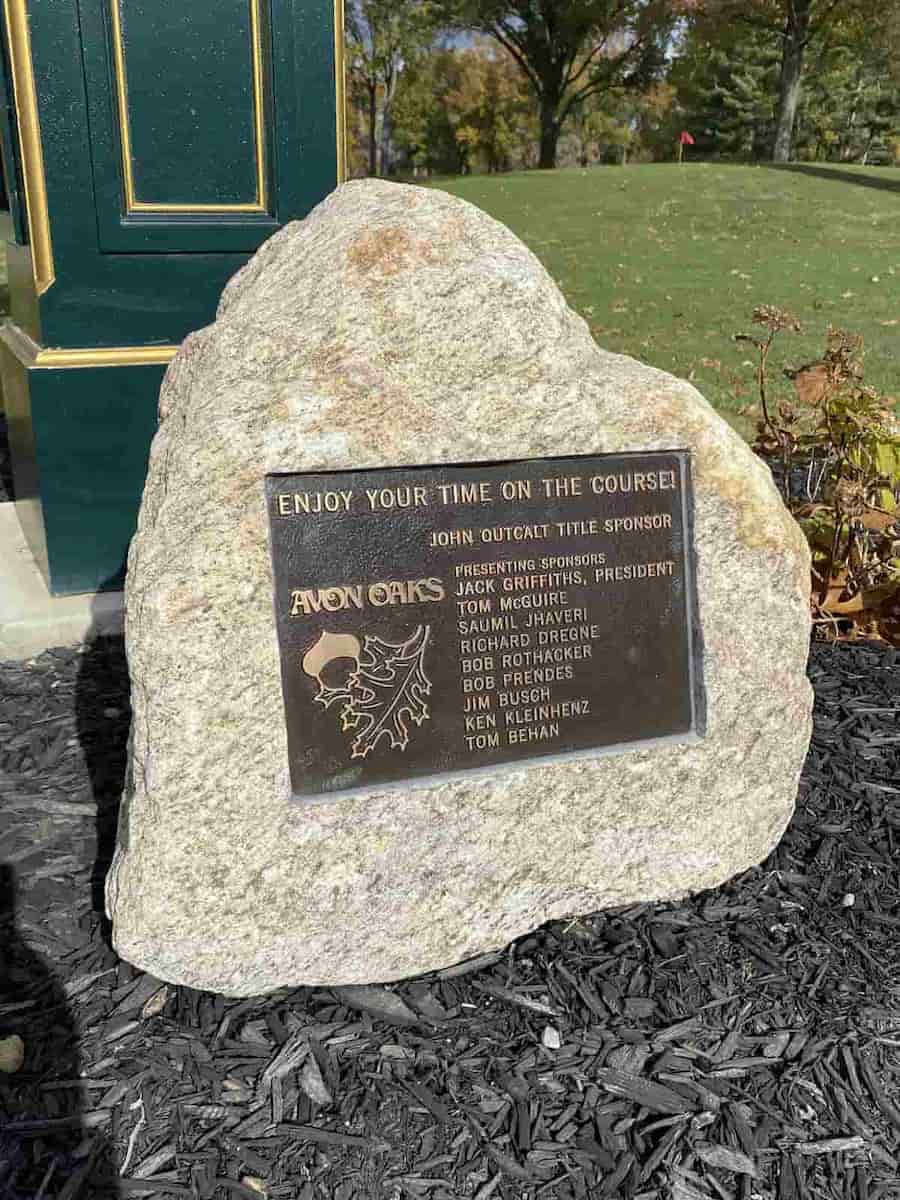 ENJOY YOUR TIME ON THE COURSE!
JOHN OUTCALT TITLE SPONSOR
AVON OAKS
PRESENTING SPONSORS
JACK GRIFFITHS, PRESIDENT
TOM McGUIRE
SAUMIL JHAVERI
RICHARD DREGNE
BOB ROTHACKER
BOB PRENDES
JIM BUSCH
KEN KLEINHENZ
TOM BEHAN